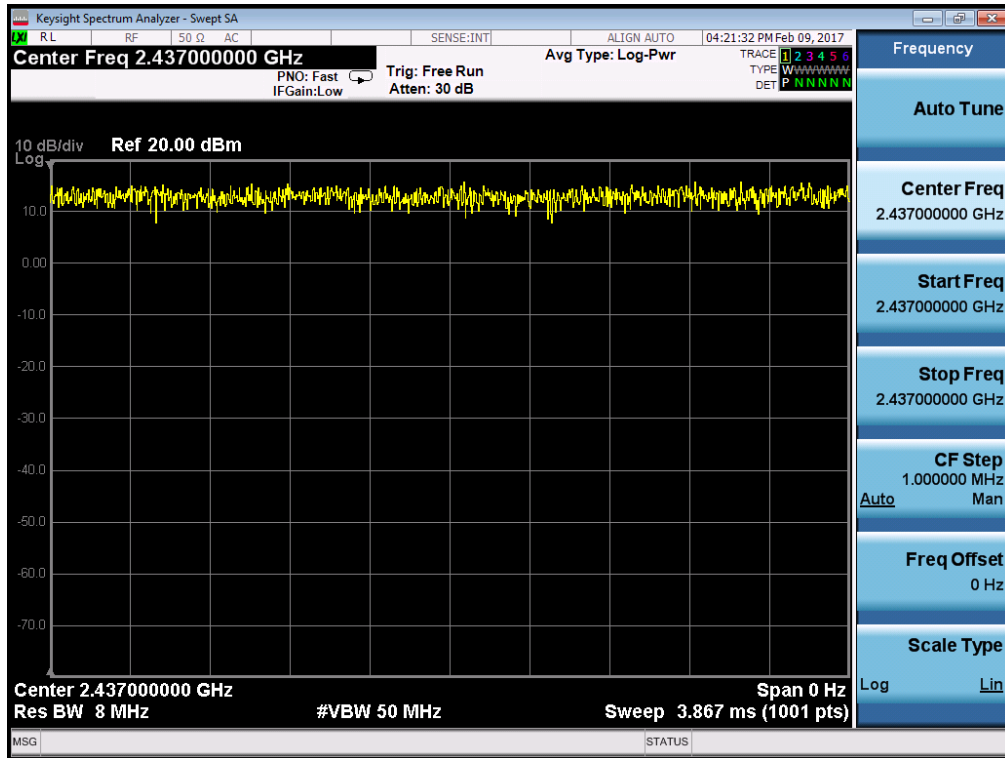 Keysight Spectrum Analyzer - Swept SA
LXI RL RF 50 Ω AC SENSE:INT ALIGN AUTO 04:21:32 PM Feb 09, 2017
Center Freq 2.437000000 GHz
PNO: Fast
IFGain:Low
Trig: Free Run
Atten: 30 dB
Avg Type: Log-Pwr
TRACE 1 2 3 4 5 6
TYPE WWWWWW
DET P N N N N N
10 dB/div Ref 20.00 dBm
Log
10.0
0.00
-10.0
-20.0
-30.0
-40.0
-50.0
-60.0
-70.0
Center 2.437000000 GHz Span 0 Hz
Res BW 8 MHz #VBW 50 MHz Sweep 3.867 ms (1001 pts)
MSG STATUS
Frequency
Auto Tune
Center Freq
2.437000000 GHz
Start Freq
2.437000000 GHz
Stop Freq
2.437000000 GHz
CF Step
1.000000 MHz
Auto Man
Freq Offset
0 Hz
Scale Type
Log Lin